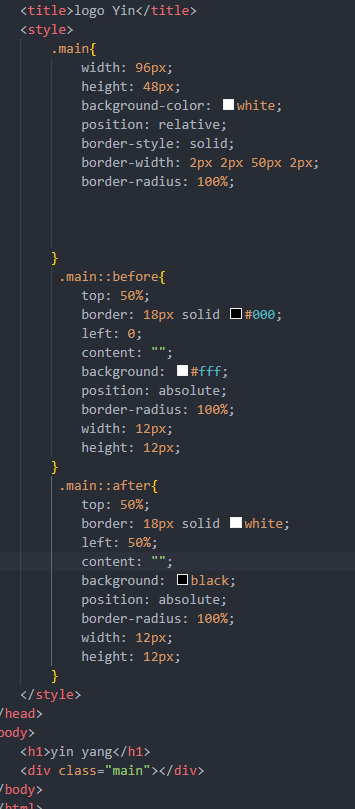 <title>logo Yin</title>
<style>
.main{
width: 96px;
height: 48px;
background-color: white;
position: relative;
border-style: solid;
border-width: 2px 2px 50px 2px;
border-radius: 100%;
}
.main::before{
top: 50%;
border: 18px solid #000;
left: 0;
content: "";
background: #fff;
position: absolute;
border-radius: 100%;
width: 12px;
height: 12px;
}
.main::after{
top: 50%;
border: 18px solid white;
left: 50%;
content: "";
background: black;
position: absolute;
border-radius: 100%;
width: 12px;
height: 12px;
}
</style>
/head>
body>
<h1>yin yang</h1>
<div class="main"></div>
/body>
/html>